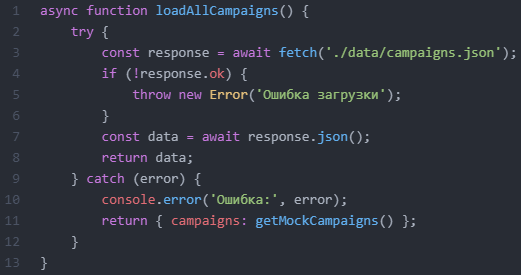 1 async function loadAllCampaigns() {
2     try {
3         const response = await fetch('./data/campaigns.json');
4         if (!response.ok) {
5             throw new Error('Ошибка загрузки');
6         }
7         const data = await response.json();
8         return data;
9     } catch (error) {
10         console.error('Ошибка:', error);
11         return { campaigns: getMockCampaigns() };
12     }
13 }